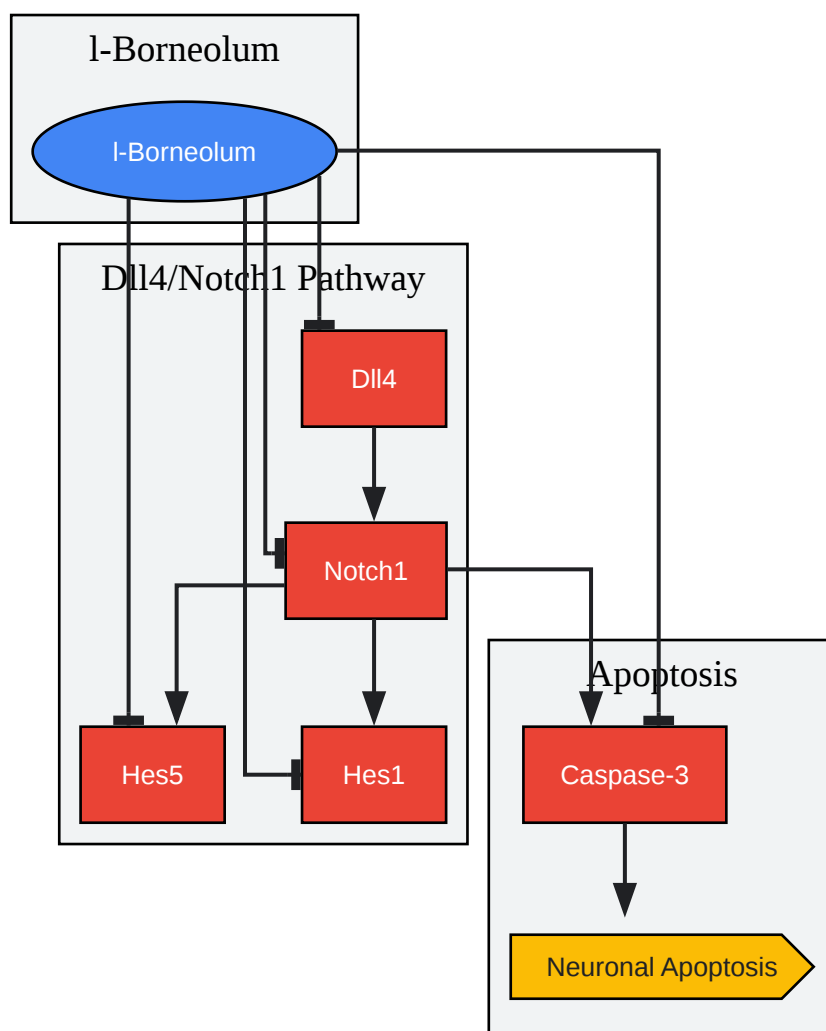 l-Borneolum
l-Borneolum
Dll4/Notch1 Pathway
Dll4
Notch1
Apoptosis
Hes5
Hes1
Caspase-3
Neuronal Apoptosis